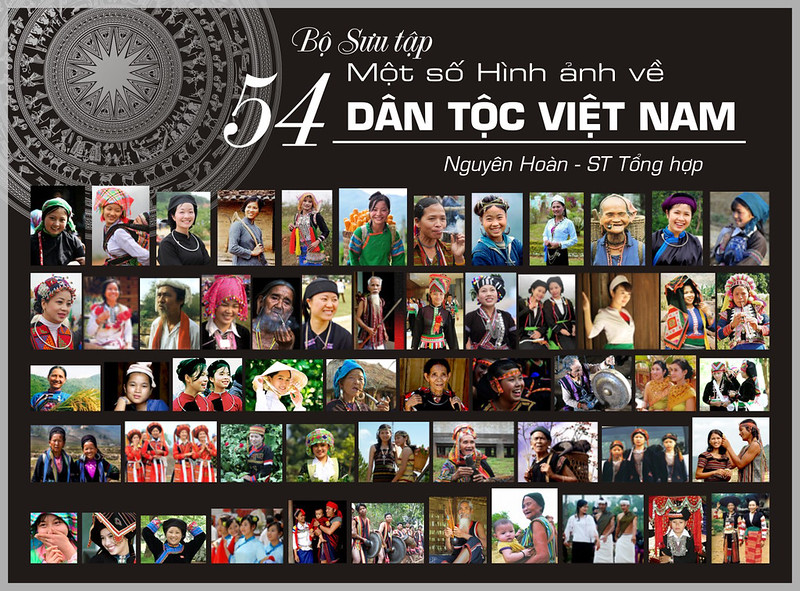 Bộ Sưu tập
54 Một số Hình ảnh về
DÂN TỘC VIỆT NAM
Nguyên Hoàn - ST Tổng hợp